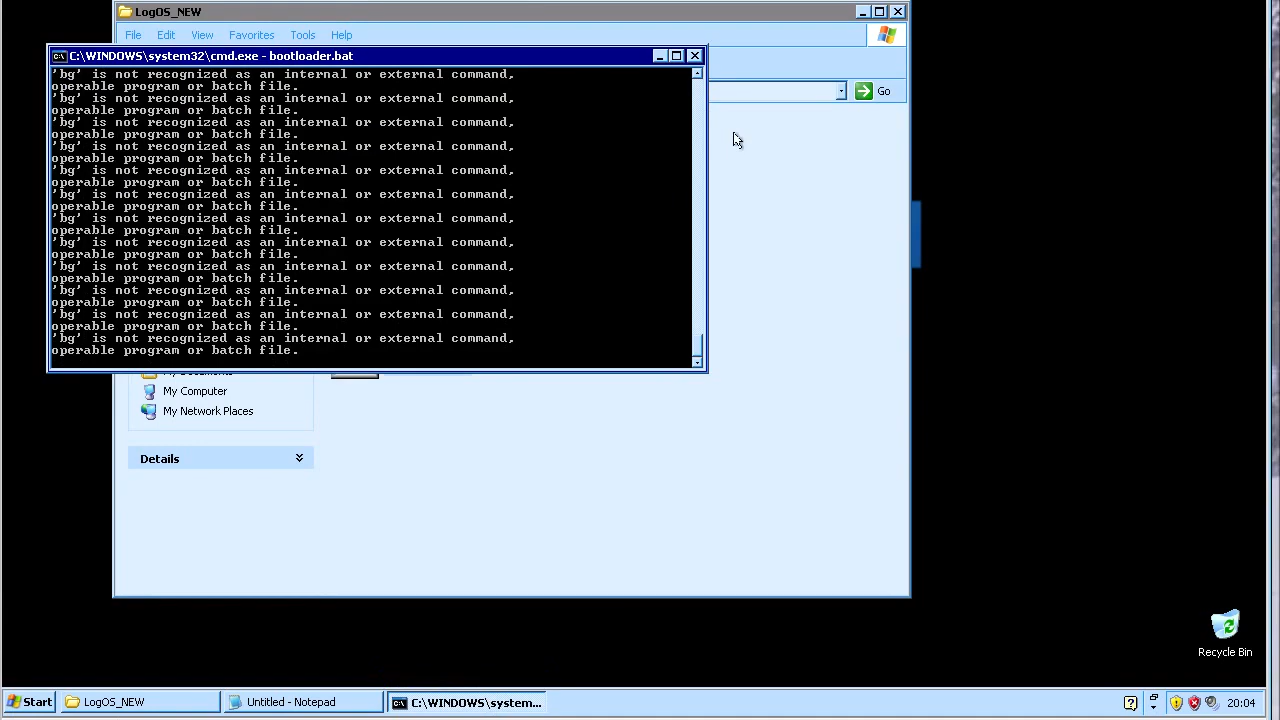 LogOS_NEW
File Edit View Favorites Tools Help
C:\WINDOWS\system32\cmd.exe - bootloader.bat
Go
'bg' is not recognized as an internal or external command,
operable program or batch file.
'bg' is not recognized as an internal or external command,
operable program or batch file.
'bg' is not recognized as an internal or external command,
operable program or batch file.
'bg' is not recognized as an internal or external command,
operable program or batch file.
'bg' is not recognized as an internal or external command,
operable program or batch file.
'bg' is not recognized as an internal or external command,
operable program or batch file.
'bg' is not recognized as an internal or external command,
operable program or batch file.
'bg' is not recognized as an internal or external command,
operable program or batch file.
'bg' is not recognized as an internal or external command,
operable program or batch file.
'bg' is not recognized as an internal or external command,
operable program or batch file.
'bg' is not recognized as an internal or external command,
operable program or batch file.
'bg' is not recognized as an internal or external command,
operable program or batch file.
My Computer
My Network Places
Details
Recycle Bin
Start LogOS_NEW Untitled - Notepad C:\WINDOWS\system... 20:04